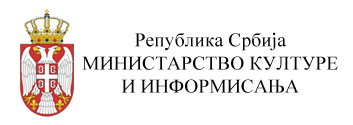 Република Србија
МИНИСТАРСТВО КУЛТУРЕ
И ИНФОРМИСАЊА